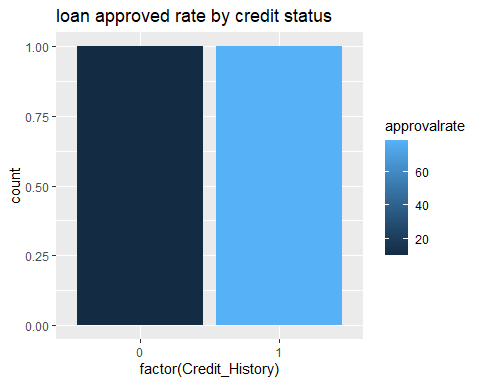 loan approved rate by credit status
1.00
0.75
0.50
0.25
0.00
count
0
1
factor(Credit_History)
approvalrate
60
40
20